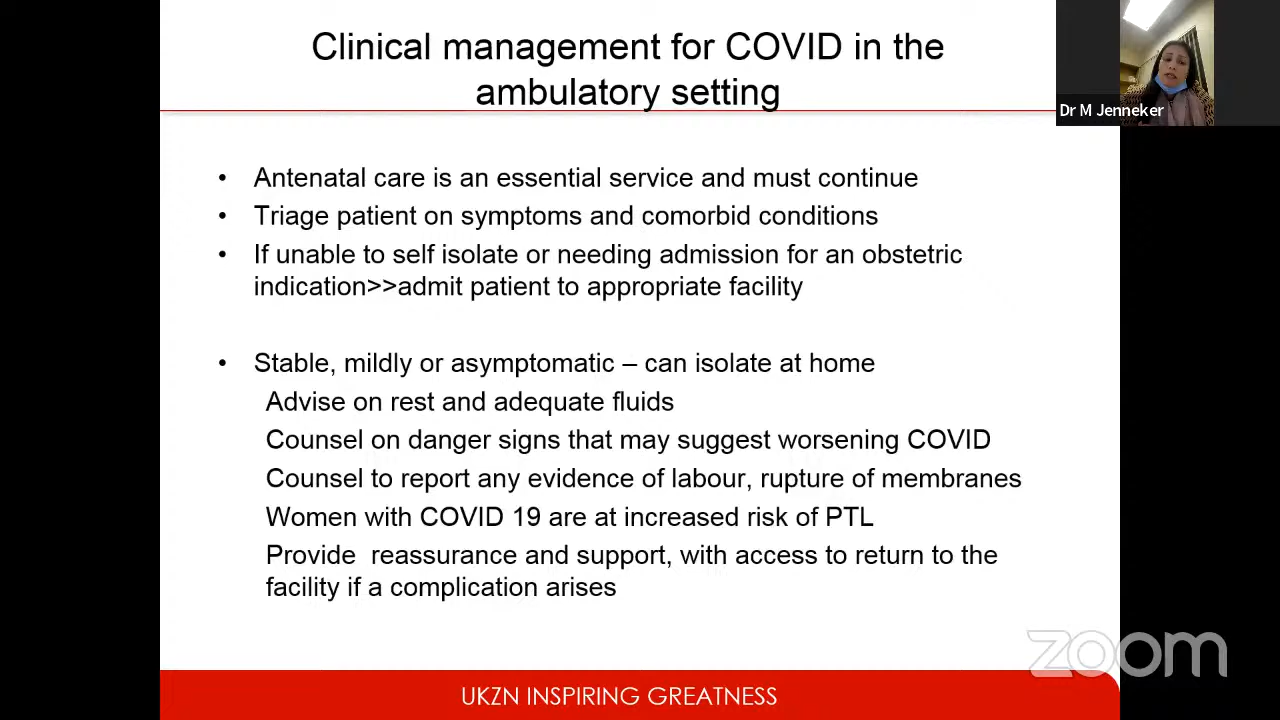 Clinical management for COVID in the
ambulatory setting
Dr M Jenneker
• Antenatal care is an essential service and must continue
• Triage patient on symptoms and comorbid conditions
• If unable to self isolate or needing admission for an obstetric
indication>>admit patient to appropriate facility
• Stable, mildly or asymptomatic – can isolate at home
Advise on rest and adequate fluids
Counsel on danger signs that may suggest worsening COVID
Counsel to report any evidence of labour, rupture of membranes
Women with COVID 19 are at increased risk of PTL
Provide  reassurance and support, with access to return to the
facility if a complication arises
zoom
UKZN INSPIRING GREATNESS